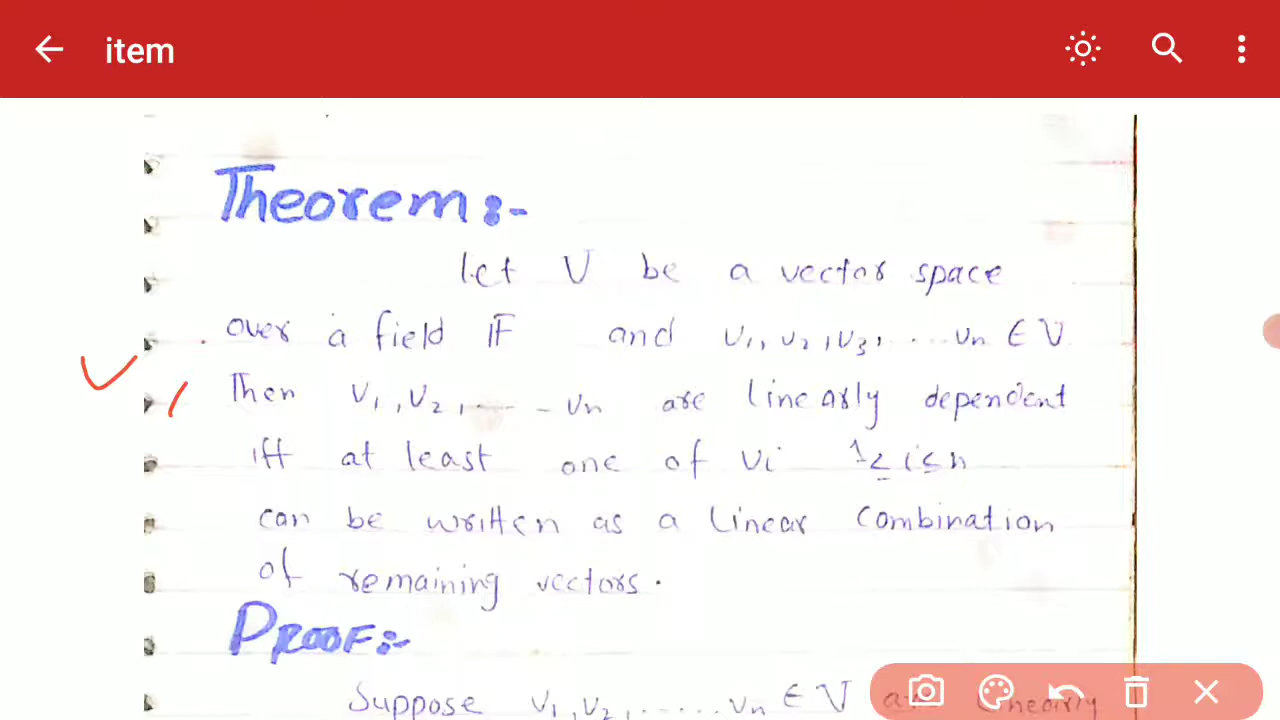 item
Theorem:-
Let V be a vector space
over a field F and v1, v2, v3, ..... vn ∈ V
Then v1, v2, ..... vn are linearly dependent
iff at least one of vi 1≤i≤n
can be written as a linear combination
of remaining vectors.
PROOF:-
Suppose v1, v2, ...... vn ∈ V are linearly